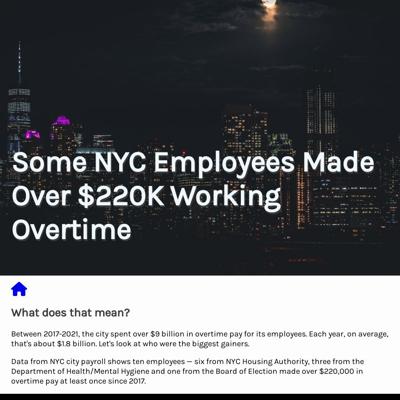 Some NYC Employees Made
Over $220K Working
Overtime
What does that mean?
Between 2017-2021, the city spent over $9 billion in overtime pay for its employees. Each year, on average,
that's about $1.8 billion. Let's look at who were the biggest gainers.
Data from NYC city payroll shows ten employees — six from NYC Housing Authority, three from the
Department of Health/Mental Hygiene and one from the Board of Election made over $220,000 in
overtime pay at least once since 2017.